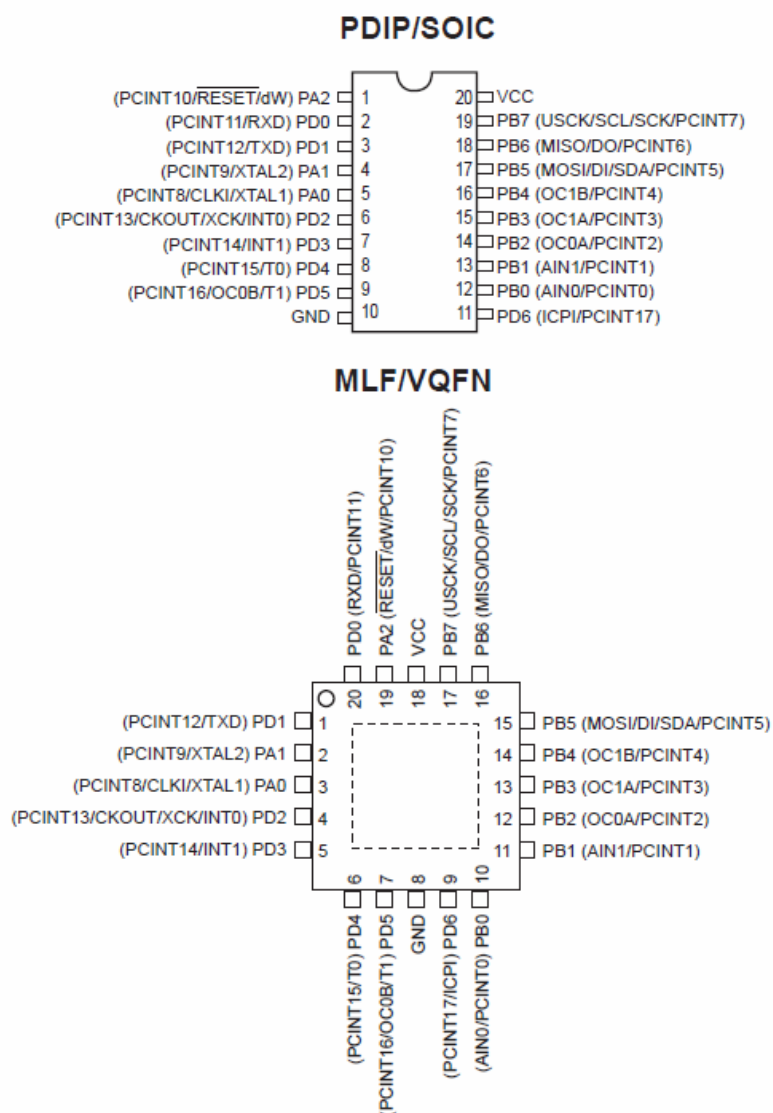 PDIP/SOIC
(PCINT10/RESET/dW) PA2 1 20 VCC
(PCINT11/RXD) PD0 2 19 PB7 (USCK/SCL/SCK/PCINT7)
(PCINT12/TXD) PD1 3 18 PB6 (MISO/DO/PCINT6)
(PCINT9/XTAL2) PA1 4 17 PB5 (MOSI/DI/SDA/PCINT5)
(PCINT8/CLKI/XTAL1) PA0 5 16 PB4 (OC1B/PCINT4)
(PCINT13/CKOUT/XCK/INT0) PD2 6 15 PB3 (OC1A/PCINT3)
(PCINT14/INT1) PD3 7 14 PB2 (OC0A/PCINT2)
(PCINT15/T0) PD4 8 13 PB1 (AIN1/PCINT1)
(PCINT16/OC0B/T1) PD5 9 12 PB0 (AIN0/PCINT0)
GND 10 11 PD6 (ICPI/PCINT17)
MLF/VQFN
PD0 (RXD/PCINT11)
PA2 (RESET/dW/PCINT10)
VCC
PB7 (USCK/SCL/SCK/PCINT7)
PB6 (MISO/DO/PCINT6)
20 19 18 17 16
(PCINT12/TXD) PD1 1 15 PB5 (MOSI/DI/SDA/PCINT5)
(PCINT9/XTAL2) PA1 2 14 PB4 (OC1B/PCINT4)
(PCINT8/CLKI/XTAL1) PA0 3 13 PB3 (OC1A/PCINT3)
(PCINT13/CKOUT/XCK/INT0) PD2 4 12 PB2 (OC0A/PCINT2)
(PCINT14/INT1) PD3 5 11 PB1 (AIN1/PCINT1)
6 7 8 9 10
(PCINT15/T0) PD4
(PCINT16/OC0B/T1) PD5
GND
(PCINT17/ICPI) PD6
(AIN0/PCINT0) PB0